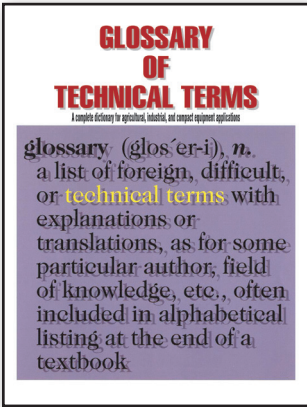 GLOSSARY
OF
TECHNICAL TERMS
A complete dictionary for agricultural, industrial, and compact equipment applications
glossary (glos'er-i), n.
a list of foreign, difficult,
or technical terms with
explanations or
translations, as for some
particular author, field
of knowledge, etc., often
included in alphabetical
listing at the end of a
textbook